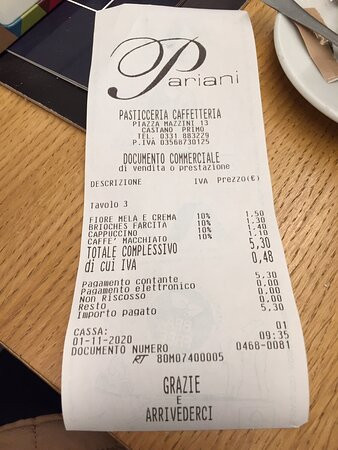 Pariani
PASTICCERIA CAFFETTERIA
PIAZZA MAZZINI 13
CASTANO PRIMO
TEL. 0331 883229
P.IVA 03568730125
DOCUMENTO COMMERCIALE
di vendita o prestazione
DESCRIZIONE IVA Prezzo(€)
Tavolo 3
FIORE MELA E CREMA 10% 1,50
BRIOCHES FARCITA 10% 1,30
CAPPUCCINO 10% 1,40
CAFFE' MACCHIATO 10% 1,10
TOTALE COMPLESSIVO 5,30
di cui IVA 0,48
Pagamento contante 5,30
Pagamento elettronico 0,00
Non Riscosso 0,00
Resto 0,00
Importo pagato 5,30
CASSA: 01
01-11-2020 09:35
DOCUMENTO NUMERO 0468-0081
RT 80M07400005
GRAZIE
E
ARRIVEDERCI